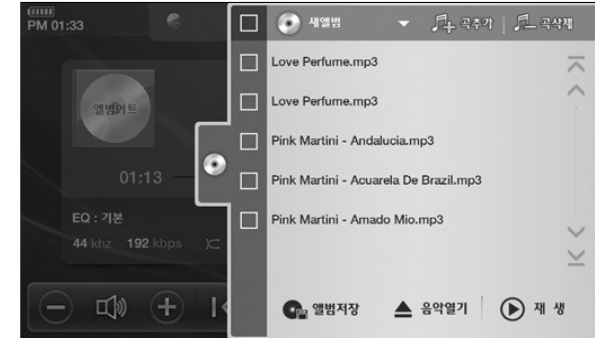 PM 01:33
새앨범 곡추가 곡삭제
Love Perfume.mp3
Love Perfume.mp3
앨범아트
Pink Martini - Andalucia.mp3
01:13
Pink Martini - Acuarela De Brazil.mp3
EQ : 기본
Pink Martini - Amado Mio.mp3
44 khz 192 kbps
앨범저장 음악열기 재 생